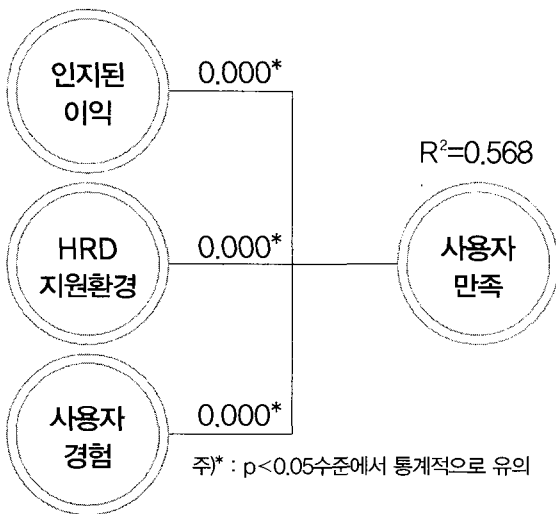 인지된
이익
0.000*
R²=0.568
HRD
지원환경
0.000*
사용자
만족
사용자
경험
0.000*
주)* : p<0.05수준에서 통계적으로 유의